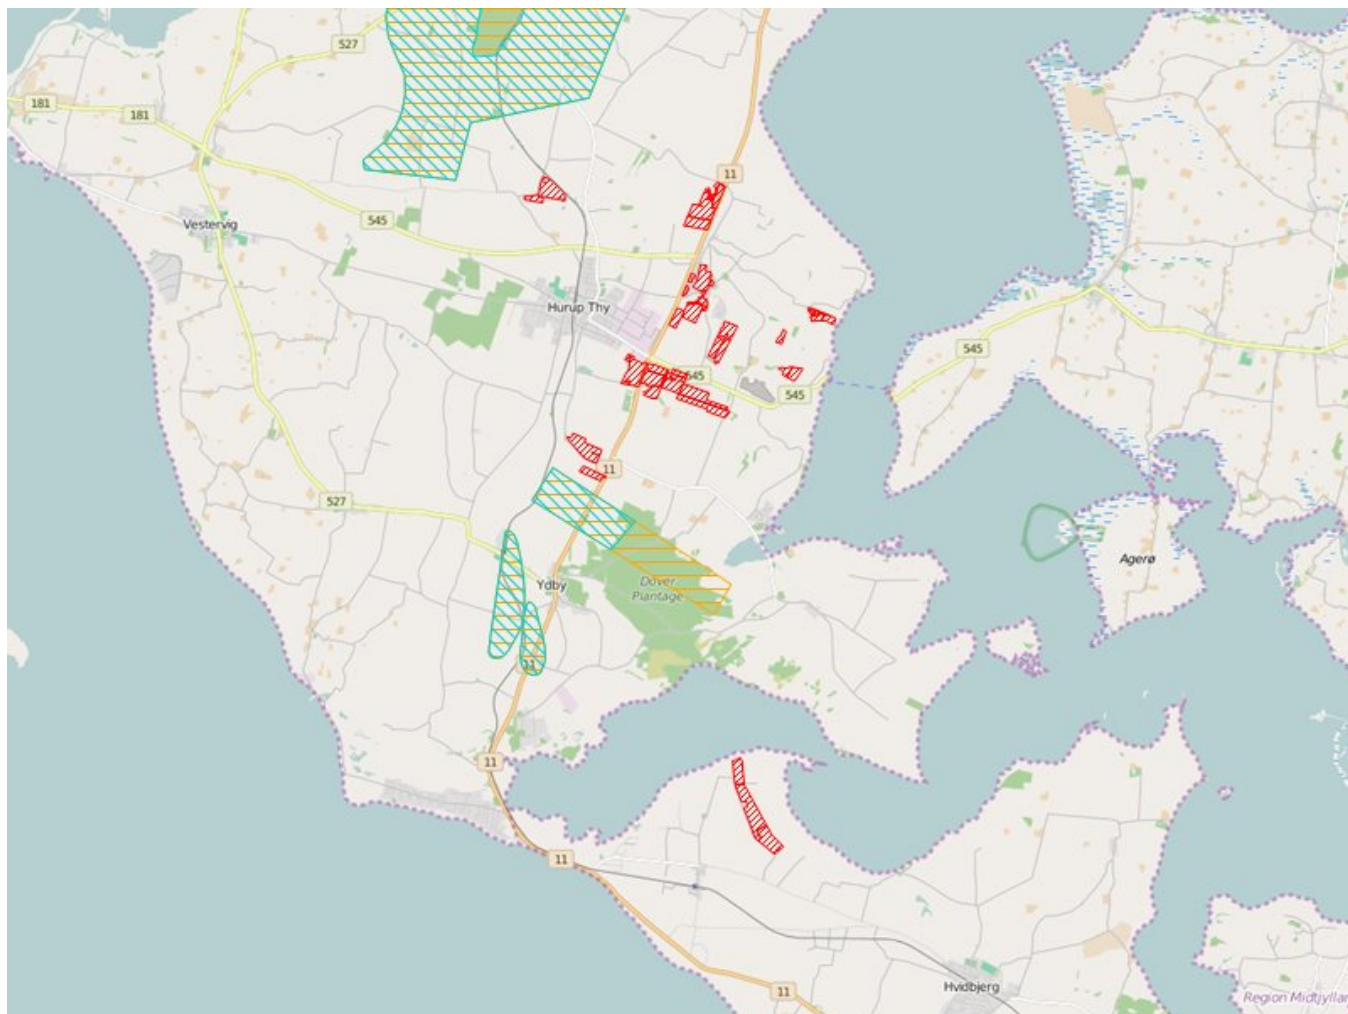 527
181
181
11
545
Vestervig
Hurup Thy
545
545
545
11
527
Agerø
Ydby
Dover
Plantage
11
11
11
Hvidbjerg
11
Region Midtjyllan